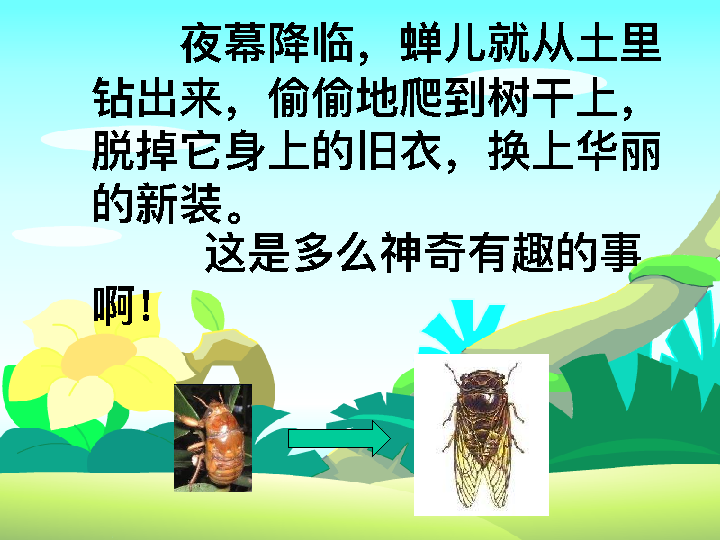 夜幕降临，蝉儿就从土里
钻出来，偷偷地爬到树干上，
脱掉它身上的旧衣，换上华丽
的新装。
这是多么神奇有趣的事
啊！